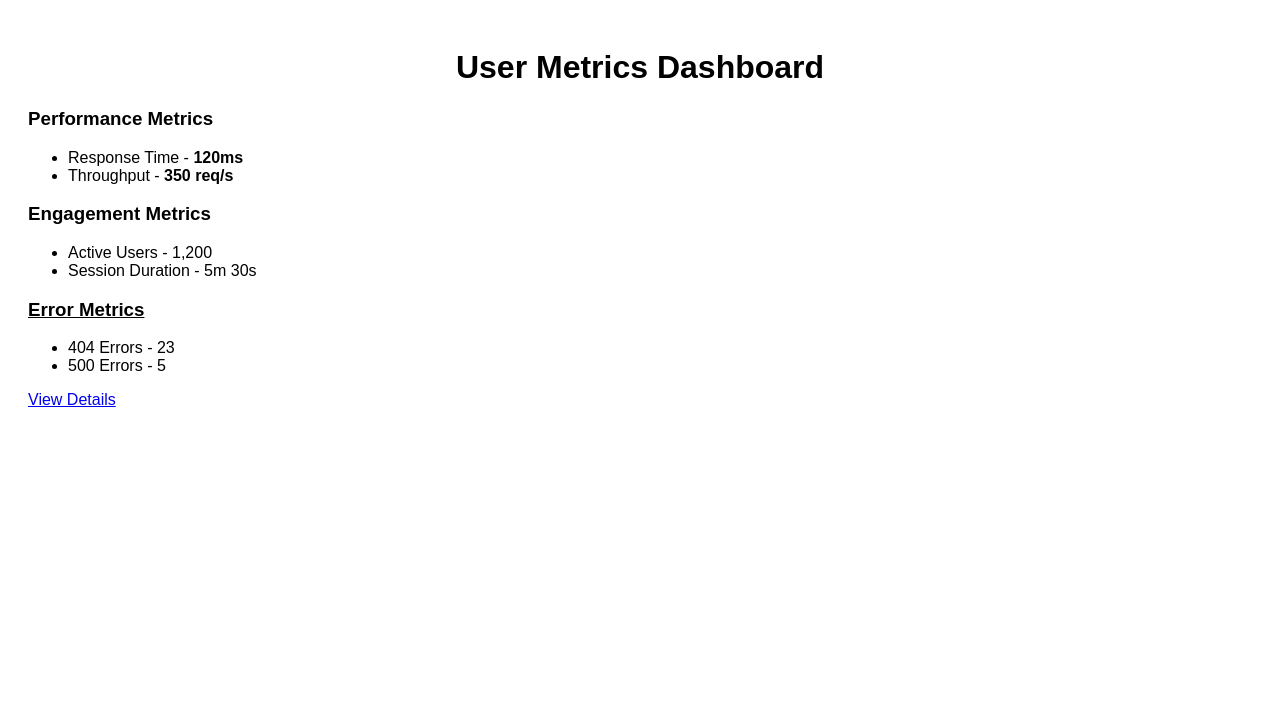 User Metrics Dashboard
Performance Metrics
Response Time - 120ms
Throughput - 350 req/s
Engagement Metrics
Active Users - 1,200
Session Duration - 5m 30s
Error Metrics
404 Errors - 23
500 Errors - 5
View Details